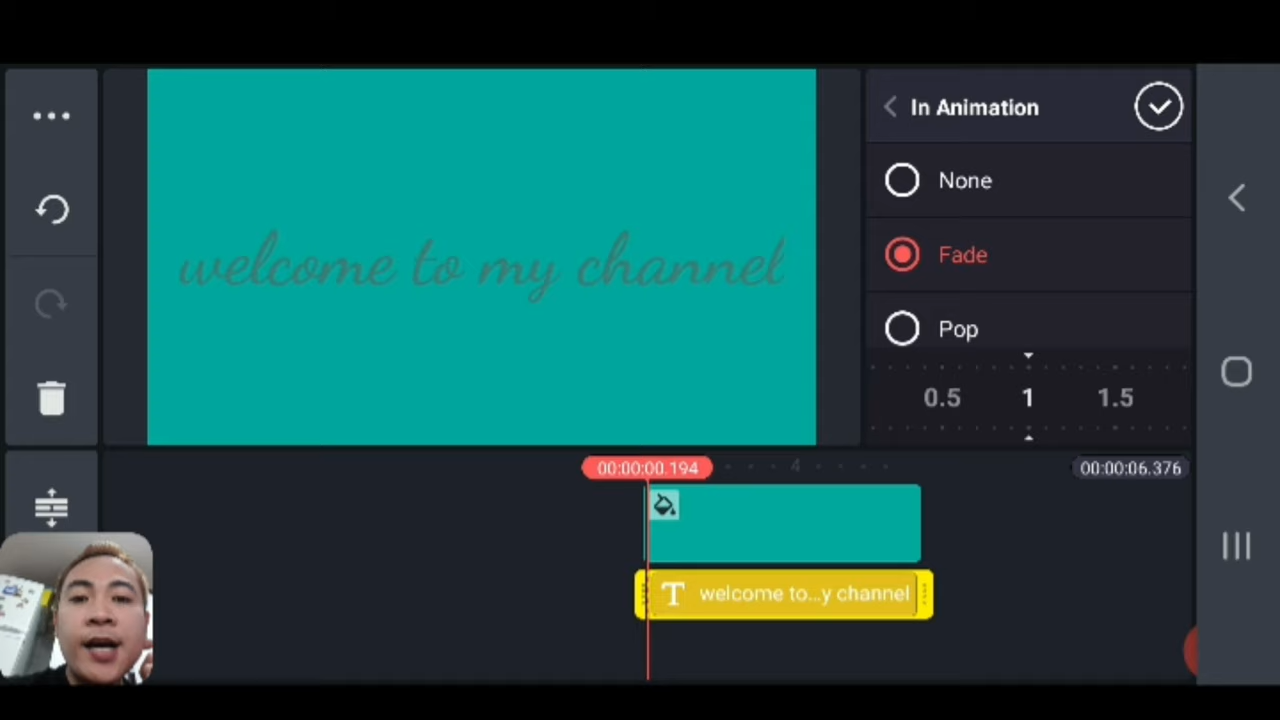 In Animation
None
welcome to my channel
Fade
Pop
0.5 1 1.5
00:00:00.194 4 00:00:06.376
T welcome to...y channel